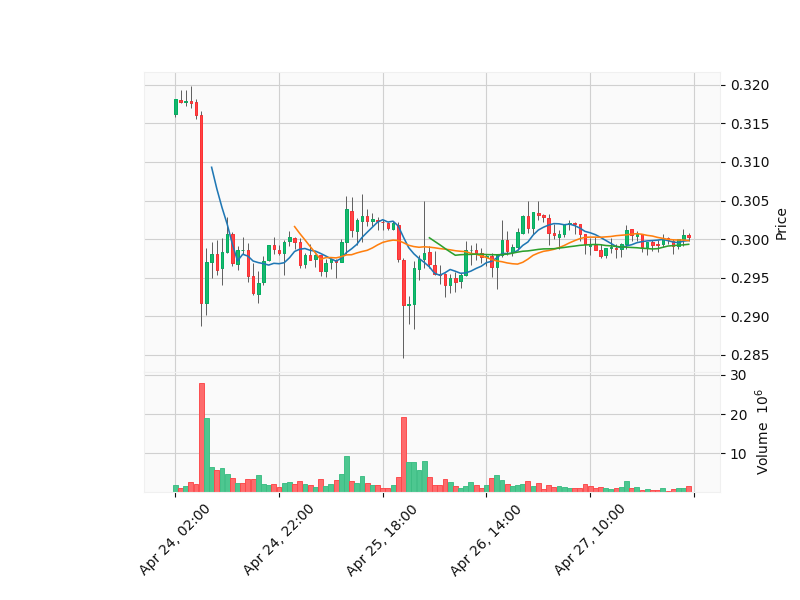 0.320
0.315
0.310
0.305
0.300
0.295
0.290
0.285
Price
30
20
10
Volume 10^6
Apr 24, 02:00
Apr 24, 22:00
Apr 25, 18:00
Apr 26, 14:00
Apr 27, 10:00